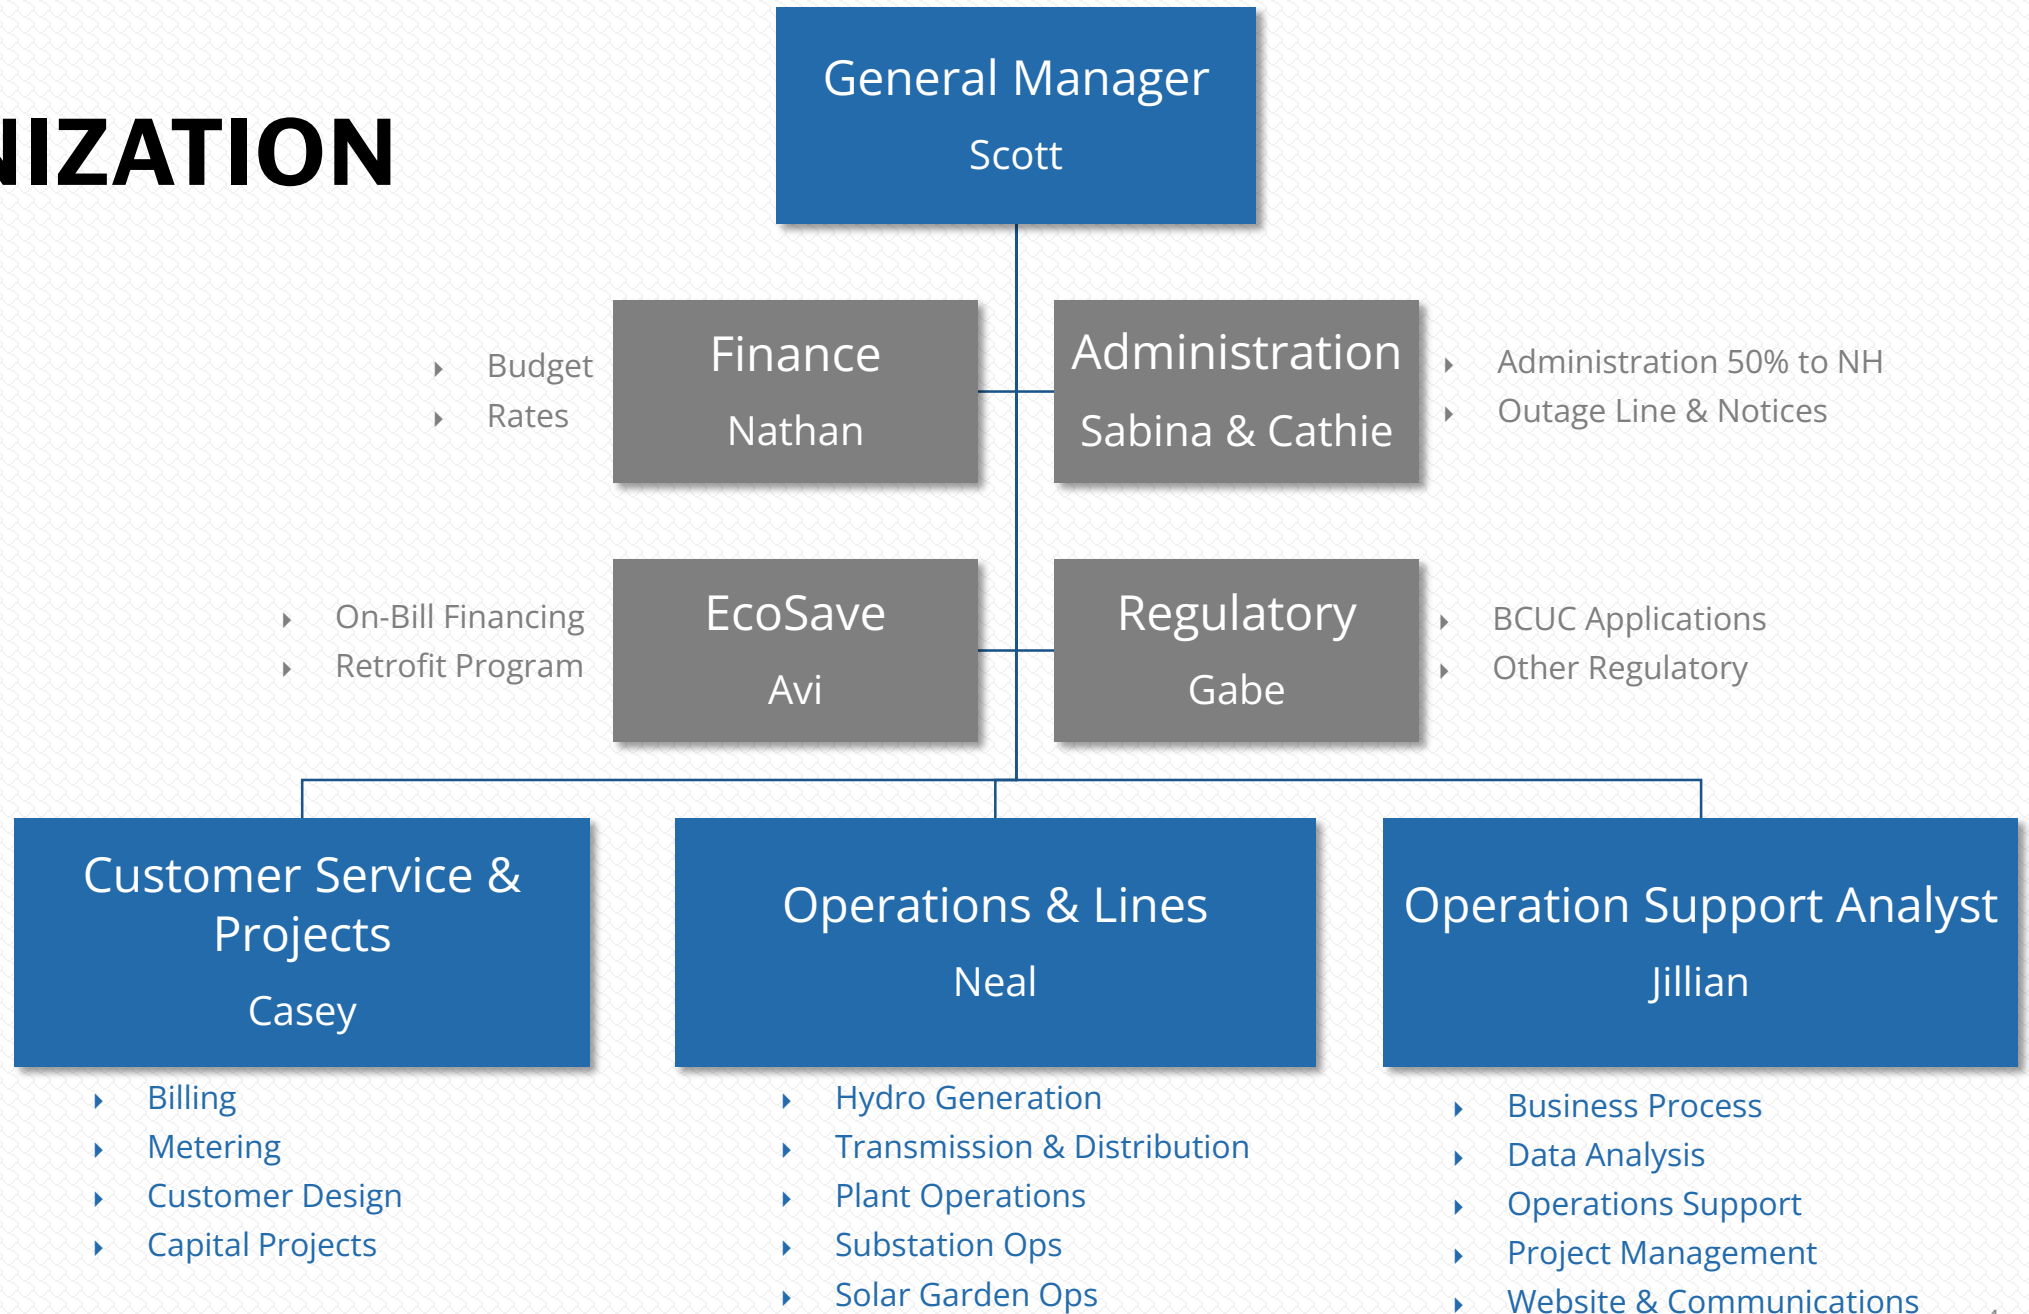 NIZATION
General Manager
Scott
Budget
Rates
Finance
Nathan
Administration
Sabina & Cathie
Administration 50% to NH
Outage Line & Notices
On-Bill Financing
Retrofit Program
EcoSave
Avi
Regulatory
Gabe
BCUC Applications
Other Regulatory
Customer Service &
Projects
Casey
Billing
Metering
Customer Design
Capital Projects
Operations & Lines
Neal
Hydro Generation
Transmission & Distribution
Plant Operations
Substation Ops
Solar Garden Ops
Operation Support Analyst
Jillian
Business Process
Data Analysis
Operations Support
Project Management
Website & Communications